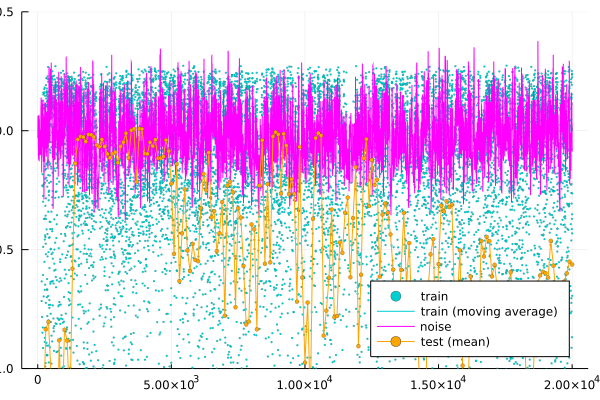 0.5
0.0
0.5
1.0
0
5.00×10³
1.00×10⁴
1.50×10⁴
2.00×10⁴
train
train (moving average)
noise
test (mean)